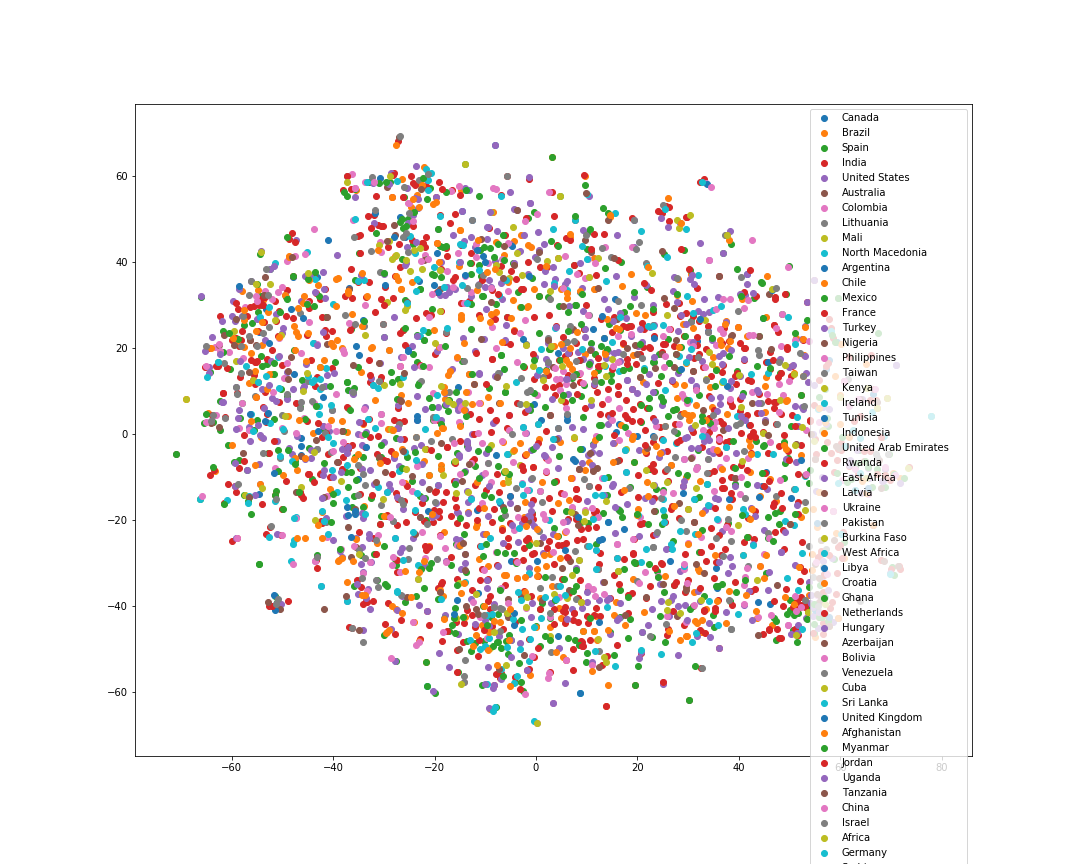 60
40
20
0
−20
−40
−60
−60
−40
−20
0
20
40
60
80
Canada
Brazil
Spain
India
United States
Australia
Colombia
Lithuania
Mali
North Macedonia
Argentina
Chile
Mexico
France
Turkey
Nigeria
Philippines
Taiwan
Kenya
Ireland
Tunisia
Indonesia
United Arab Emirates
Rwanda
East Africa
Latvia
Ukraine
Pakistan
Burkina Faso
West Africa
Libya
Croatia
Ghana
Netherlands
Hungary
Azerbaijan
Bolivia
Venezuela
Cuba
Sri Lanka
United Kingdom
Afghanistan
Myanmar
Jordan
Uganda
Tanzania
China
Israel
Africa
Germany